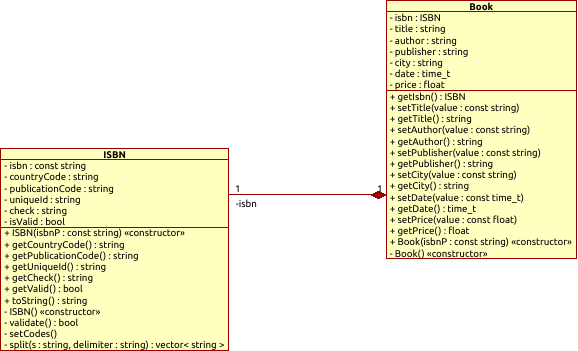 Book
- isbn : ISBN
- title : string
- author : string
- publisher : string
- city : string
- date : time_t
- price : float
+ getIsbn() : ISBN
+ setTitle(value : const string)
+ getTitle() : string
+ setAuthor(value : const string)
+ getAuthor() : string
+ setPublisher(value : const string)
+ getPublisher() : string
+ setCity(value : const string)
+ getCity() : string
+ setDate(value : const time_t)
+ getDate() : time_t
+ setPrice(value : const float)
+ getPrice() : float
+ Book(isbnP : const string) «constructor»
- Book() «constructor»
ISBN
- isbn : const string
- countryCode : string
- publicationCode : string
- uniqueId : string
- check : string
- isValid : bool
+ ISBN(isbnP : const string) «constructor»
+ getCountryCode() : string
+ getPublicationCode() : string
+ getUniqueId() : string
+ getCheck() : string
+ getValid() : bool
+ toString() : string
- ISBN() «constructor»
- validate() : bool
- setCodes()
- split(s : string, delimiter : string) : vector< string >
1 1
-isbn